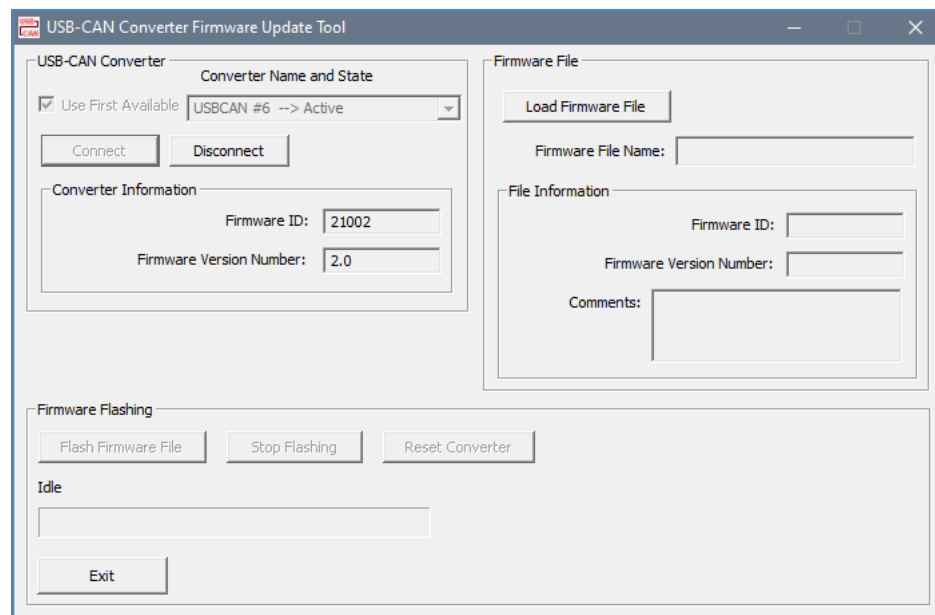 USB-CAN Converter Firmware Update Tool
USB-CAN Converter
Converter Name and State
Use First Available
USBCAN #6 --> Active
Connect
Disconnect
Converter Information
Firmware ID:
21002
Firmware Version Number:
2.0
Firmware File
Load Firmware File
Firmware File Name:
File Information
Firmware ID:
Firmware Version Number:
Comments:
Firmware Flashing
Flash Firmware File
Stop Flashing
Reset Converter
Idle
Exit